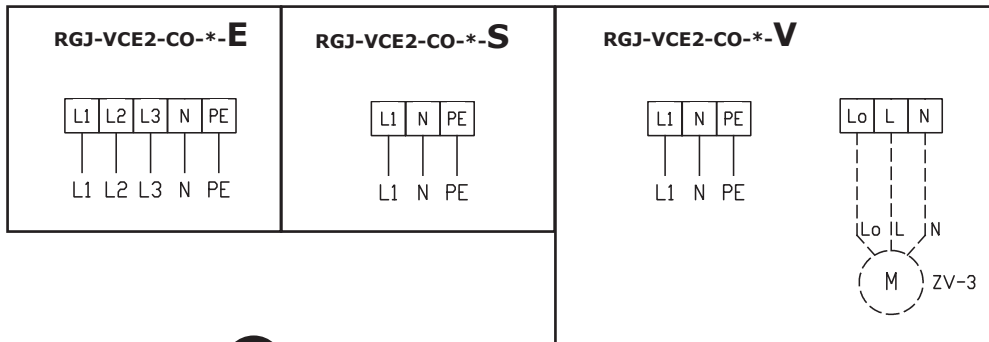 RGJ-VCE2-CO-*-E
L1 L2 L3 N PE
L1 L2 L3 N PE
RGJ-VCE2-CO-*-S
L1 N PE
L1 N PE
RGJ-VCE2-CO-*-V
L1 N PE
L1 N PE
Lo L N
Lo L N
M ZV-3